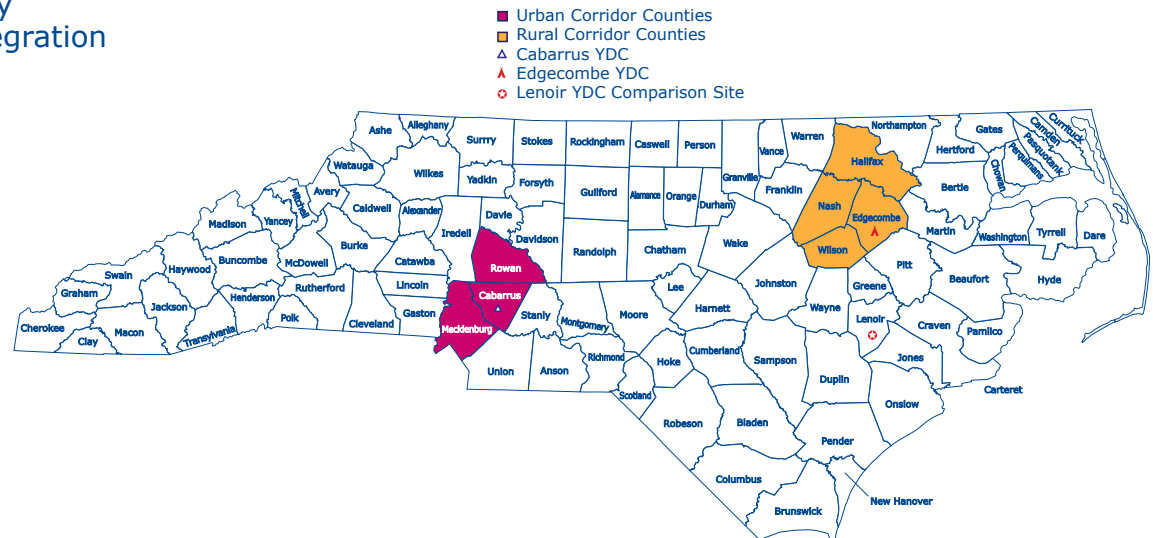 y
egration
Urban Corridor Counties
Rural Corridor Counties
Cabarrus YDC
Edgecombe YDC
Lenoir YDC Comparison Site
Ashe
Alleghany
Surrry
Stokes
Rockingham
Caswell
Person
Vance
Warren
Northampton
Gates
Camden
Currituck
Pasquotank
Perquimans
Hertford
Chowan
Halifax
Granville
Watauga
Wilkes
Yadkin
Forsyth
Guliford
Alamance
Orange
Durham
Franklin
Nash
Edgecombe
Bertle
Mitchell
Avery
Caldwell
Alexander
Iredell
Davie
Davidson
Randolph
Chatham
Wake
Wilson
Martin
Washington
Tyrrell
Dare
Madison
Yancey
Burke
Catawba
Rowan
Buncombe
McDowell
Swain
Haywood
Rutherford
Lincoln
Cabarrus
Lee
Johnston
Pitt
Greene
Beaufort
Hyde
Graham
Jackson
Henderson
Polk
Cleveland
Gaston
Mecklenburg
Stanly
Montgomery
Moore
Harnett
Wayne
Lenoir
Craven
Pamlico
Cherokee
Clay
Macon
Transylvania
Union
Anson
Richmond
Scotland
Hoke
Cumberland
Sampson
Duplin
Jones
Carteret
Onslow
Robeson
Bladen
Pender
Columbus
Brunswick
New Hanover